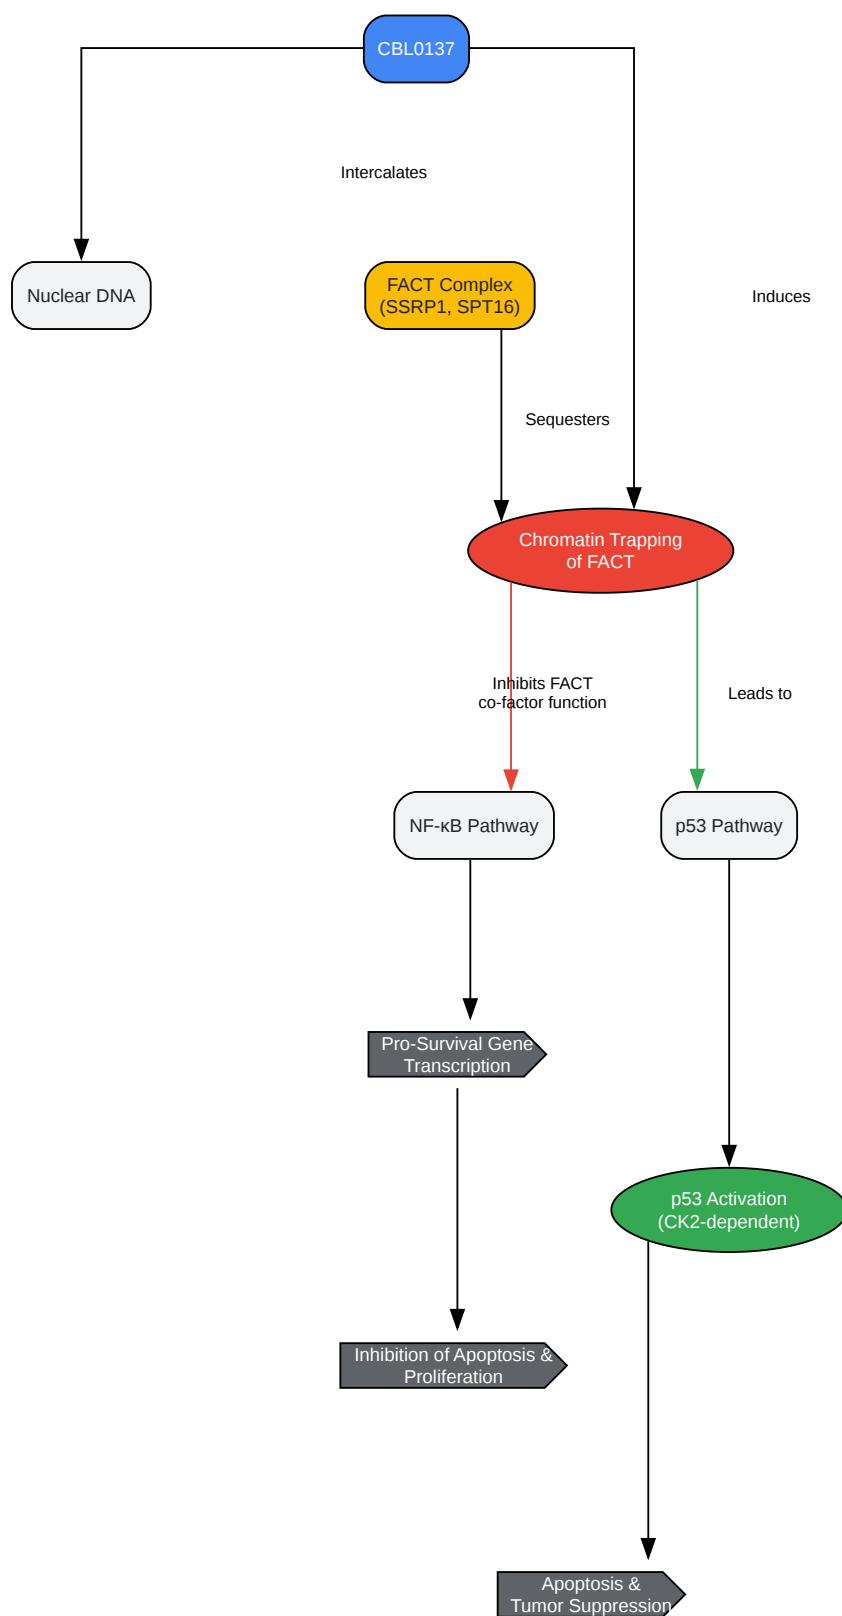 CBL0137
Intercalates
Nuclear DNA
FACT Complex
(SSRP1, SPT16)
Induces
Sequesters
Chromatin Trapping
of FACT
Inhibits FACT
co-factor function
Leads to
NF-κB Pathway
p53 Pathway
Pro-Survival Gene
Transcription
p53 Activation
(CK2-dependent)
Inhibition of Apoptosis &
Proliferation
Apoptosis &
Tumor Suppression